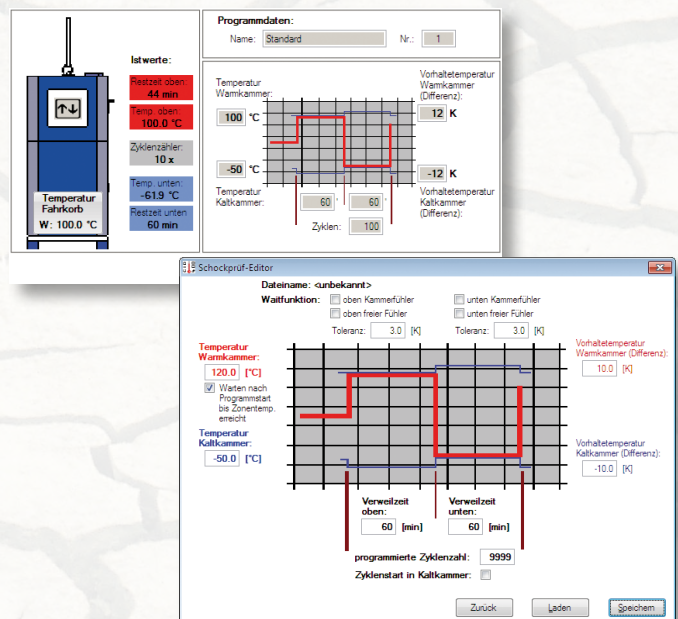 Istwerte:
Restzeit oben:
44 min
Temp. oben:
100.0 °C
Zyklenzähler:
10 x
Temp. unten:
-61.9 °C
Restzeit unten
60 min
Temperatur
Fahrkorb
W: 100.0 °C
Programmdaten:
Name: Standard Nr.: 1
Temperatur
Warmkammer:
100 °C
-50 °C
Temperatur
Kaltkammer:
Vorhaltetemperatur
Warmkammer
(Differenz):
12 K
-12 K
Vorhaltetemperatur
Kaltkammer
(Differenz):
60 ' 60 '
Zyklen: 100
Schockprüf-Editor
Dateiname: <unbekannt>
Waitfunktion: oben Kammerfühler unten Kammerfühler
oben freier Fühler unten freier Fühler
Toleranz: 3.0 [K] Toleranz: 3.0 [K]
Temperatur
Warmkammer:
120.0 [°C]
Warten nach
Programmstart
bis Zonentemp.
erreicht
Temperatur
Kaltkammer:
-50.0 [°C]
Vorhaltetemperatur
Warmkammer (Differenz):
10.0 [K]
Vorhaltetemperatur
Kaltkammer (Differenz):
-10.0 [K]
Verweilzeit
oben:
60 [min]
Verweilzeit
unten:
60 [min]
programmierte Zyklenzahl: 9999
Zyklenstart in Kaltkammer:
Zurück Laden Speichern